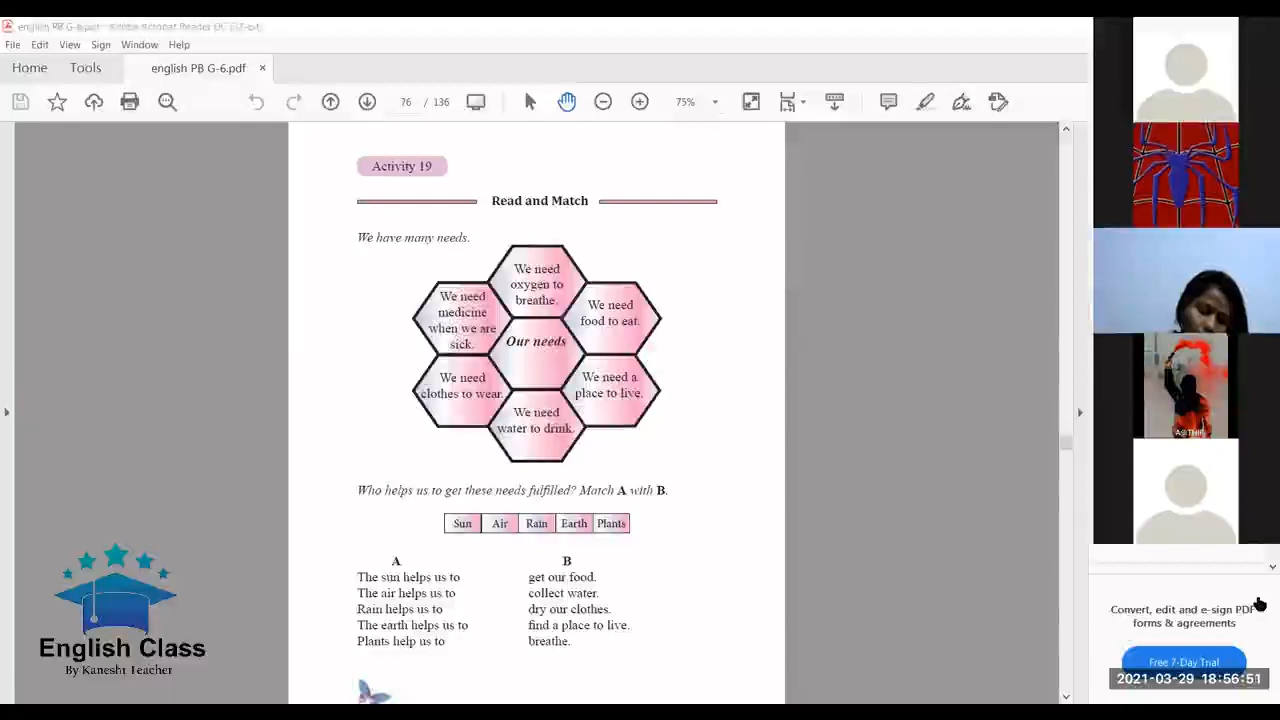 File Edit View Sign Window Help
Home Tools english PB G-6.pdf ×
76 / 136 75%
Activity 19
Read and Match
We have many needs.
We need
oxygen to
breathe.
We need
medicine
when we are
sick.
We need
food to eat.
Our needs
We need
clothes to wear.
We need a
place to live.
We need
water to drink.
Who helps us to get these needs fulfilled? Match A with B.
Sun Air Rain Earth Plants
A B
The sun helps us to get our food.
The air helps us to collect water.
Rain helps us to dry our clothes.
The earth helps us to find a place to live.
Plants help us to breathe.
English Class
By Kanesht Teacher
Convert, edit and e-sign PDF
forms & agreements
Free 7-Day Trial
2021-03-29 18:56:51